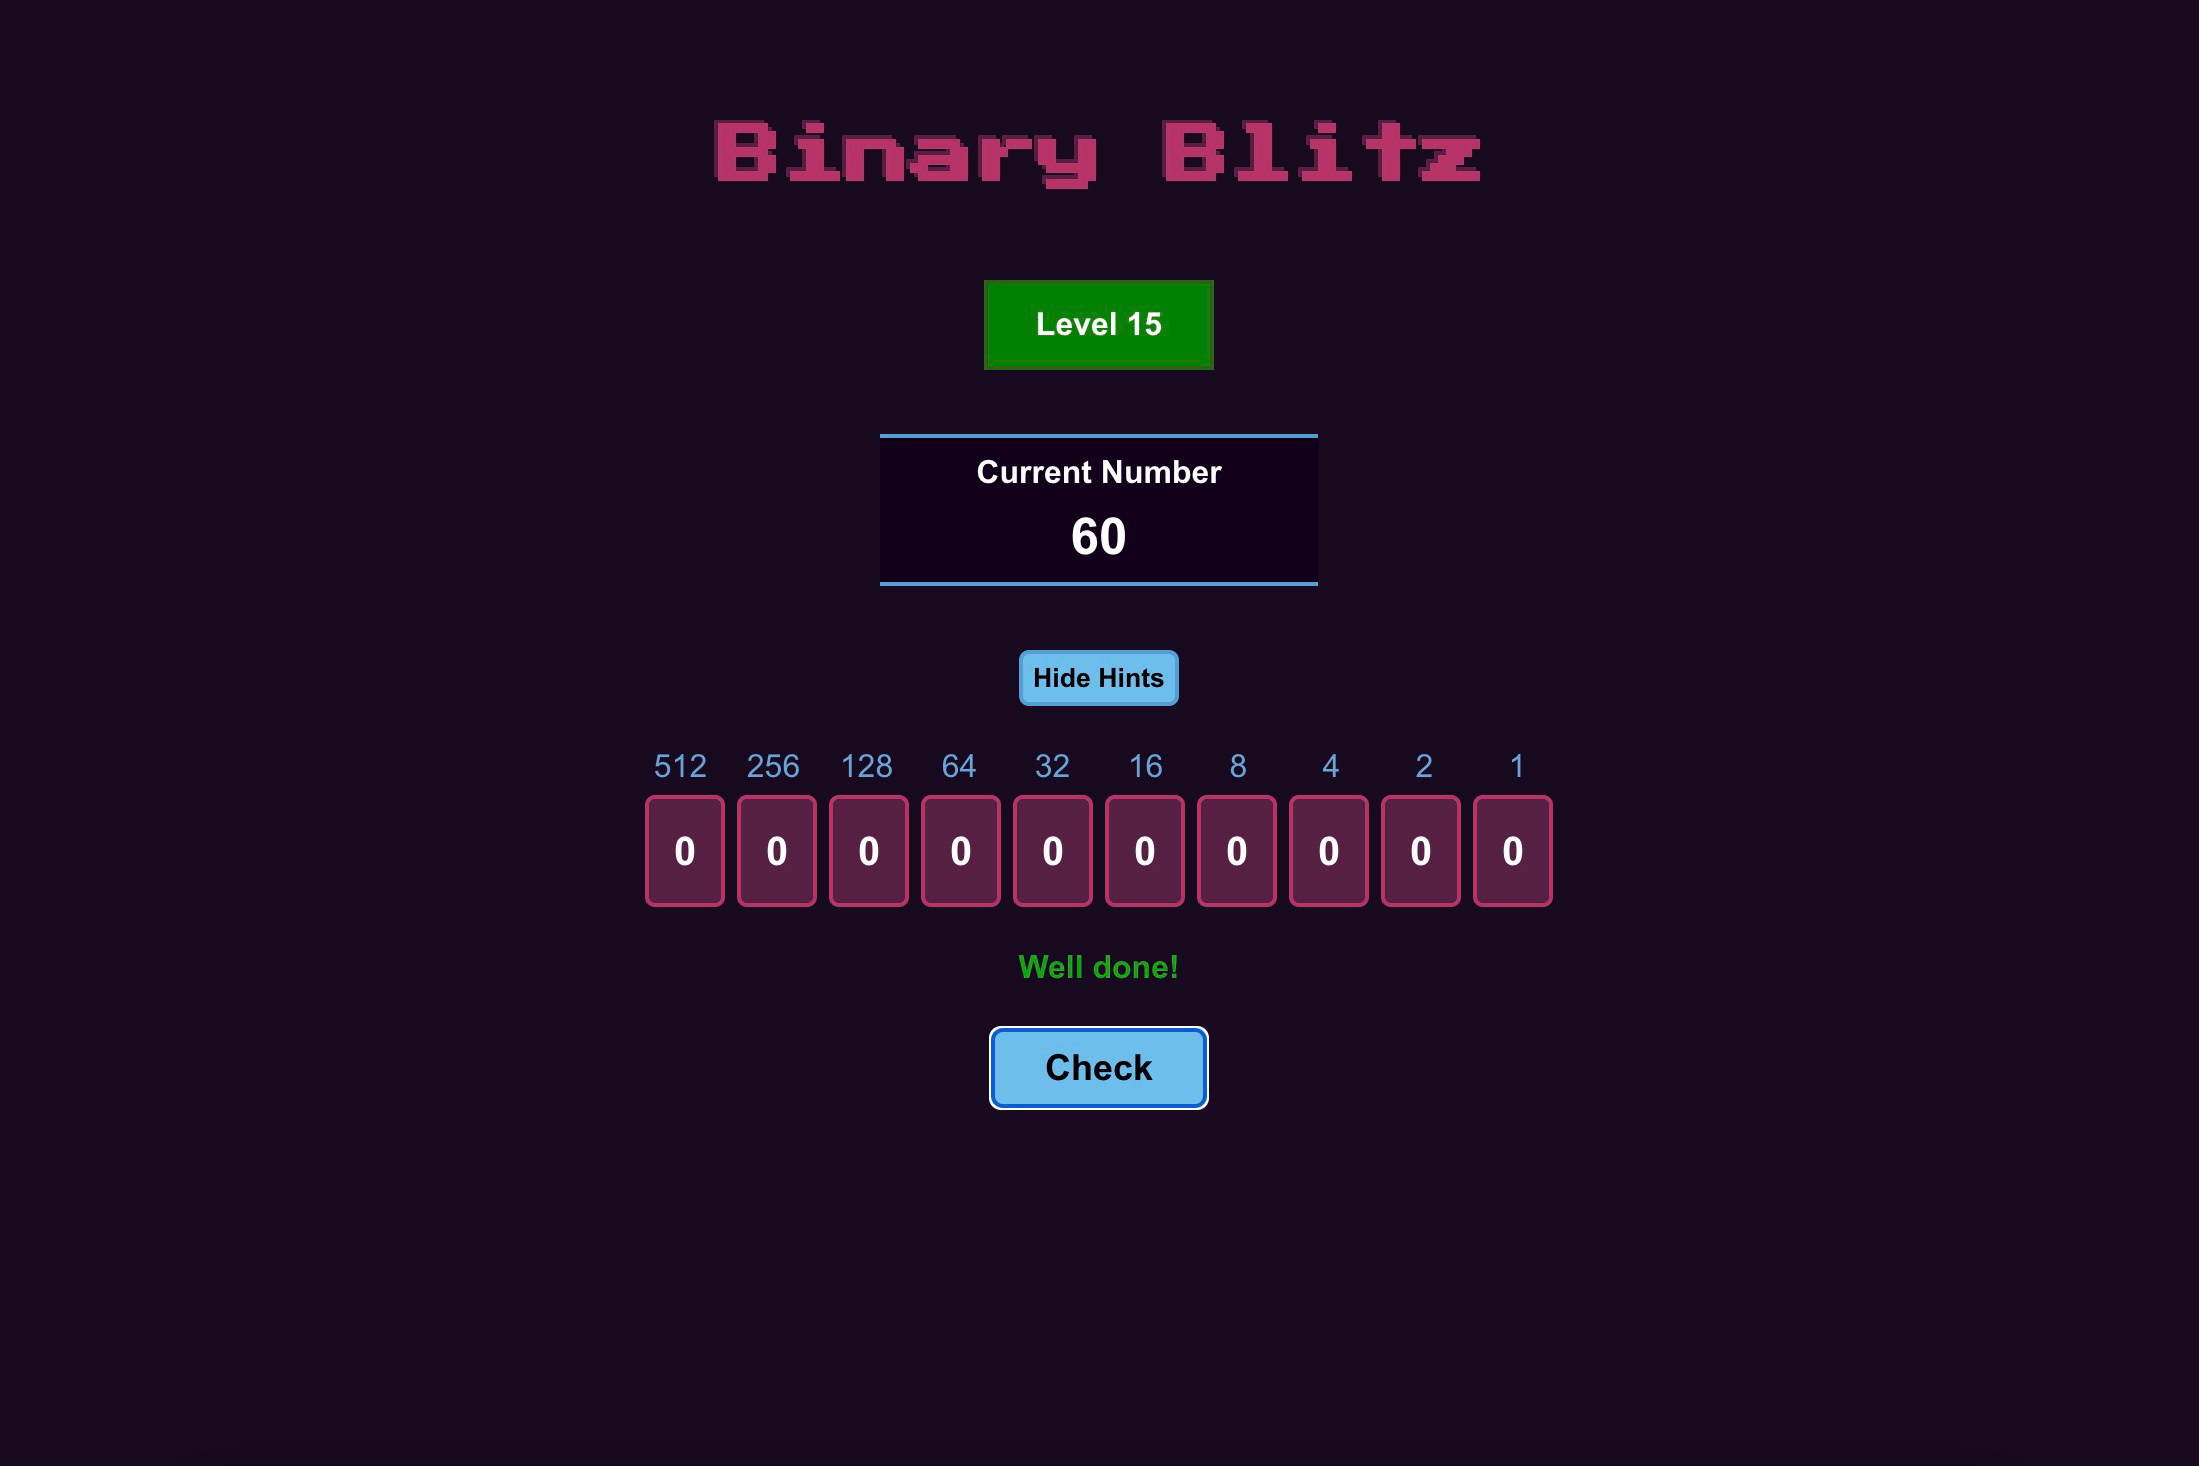 Binary Blitz
Level 15
Current Number
60
Hide Hints
512 256 128 64 32 16 8 4 2 1
0 0 0 0 0 0 0 0 0 0
Well done!
Check